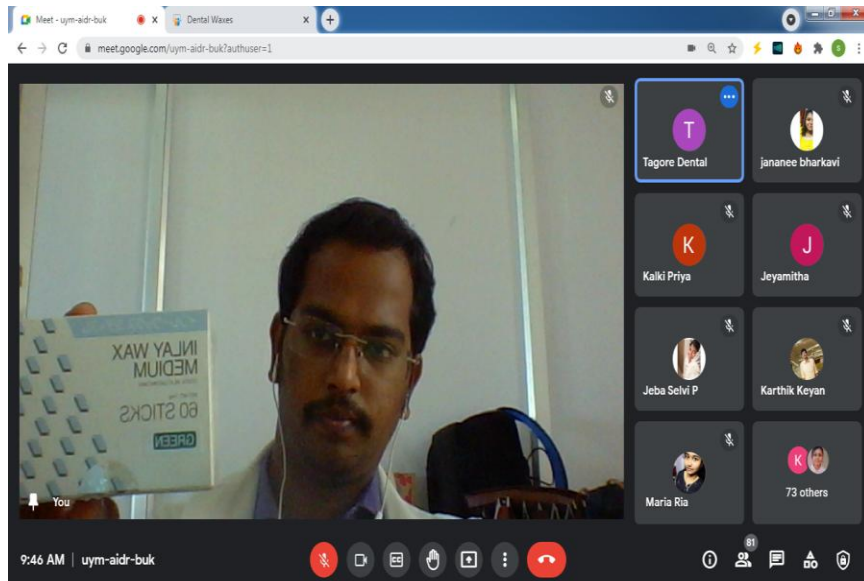 Meet - uym-aidr-buk
Dental Waxes
meet.google.com/uym-aidr-buk?authuser=1
S
T
Tagore Dental
jananee bharkavi
K
Kalki Priya
J
Jeyamitha
INLAY WAX
MEDIUM
60 STICKS
GREEN
Jeba Selvi P
Karthik Keyan
Maria Ria
K
73 others
You
9:46 AM | uym-aidr-buk
CC
81